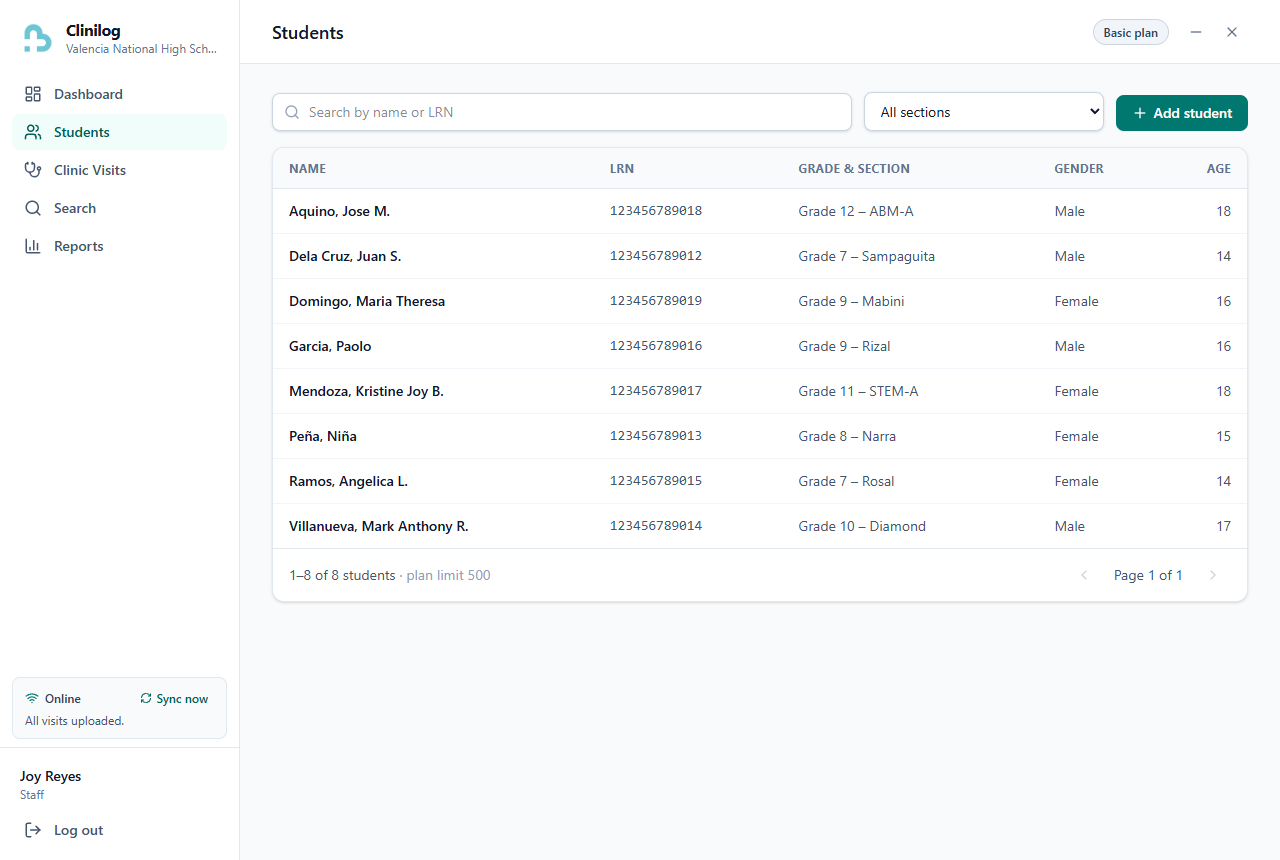 Clinilog
Valencia National High Sch...
Dashboard
Students
Clinic Visits
Search
Reports
Online
Sync now
All visits uploaded.
Joy Reyes
Staff
Log out
Students
Basic plan
Search by name or LRN
All sections
Add student
NAME LRN GRADE & SECTION GENDER AGE
Aquino, Jose M. 123456789018 Grade 12 – ABM-A Male 18
Dela Cruz, Juan S. 123456789012 Grade 7 – Sampaguita Male 14
Domingo, Maria Theresa 123456789019 Grade 9 – Mabini Female 16
Garcia, Paolo 123456789016 Grade 9 – Rizal Male 16
Mendoza, Kristine Joy B. 123456789017 Grade 11 – STEM-A Female 18
Peña, Niña 123456789013 Grade 8 – Narra Female 15
Ramos, Angelica L. 123456789015 Grade 7 – Rosal Female 14
Villanueva, Mark Anthony R. 123456789014 Grade 10 – Diamond Male 17
1–8 of 8 students · plan limit 500
Page 1 of 1